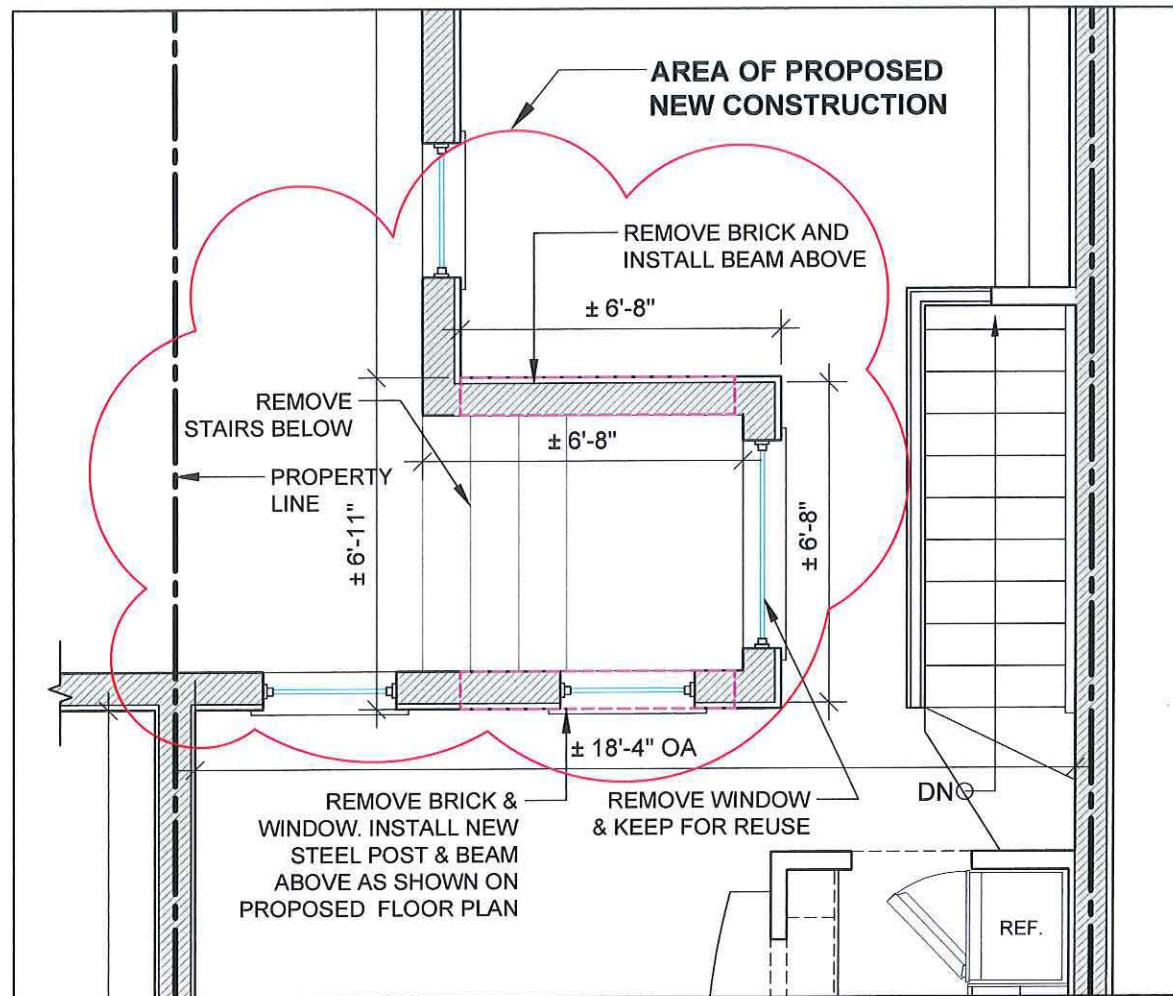 AREA OF PROPOSED
NEW CONSTRUCTION
REMOVE BRICK AND
INSTALL BEAM ABOVE
± 6'-8"
REMOVE
STAIRS BELOW
± 6'-8"
PROPERTY
LINE
± 6'-11"
± 6'-8"
± 18'-4" OA
REMOVE BRICK &
WINDOW. INSTALL NEW
STEEL POST & BEAM
ABOVE AS SHOWN ON
PROPOSED FLOOR PLAN
REMOVE WINDOW
& KEEP FOR REUSE
DN
REF.